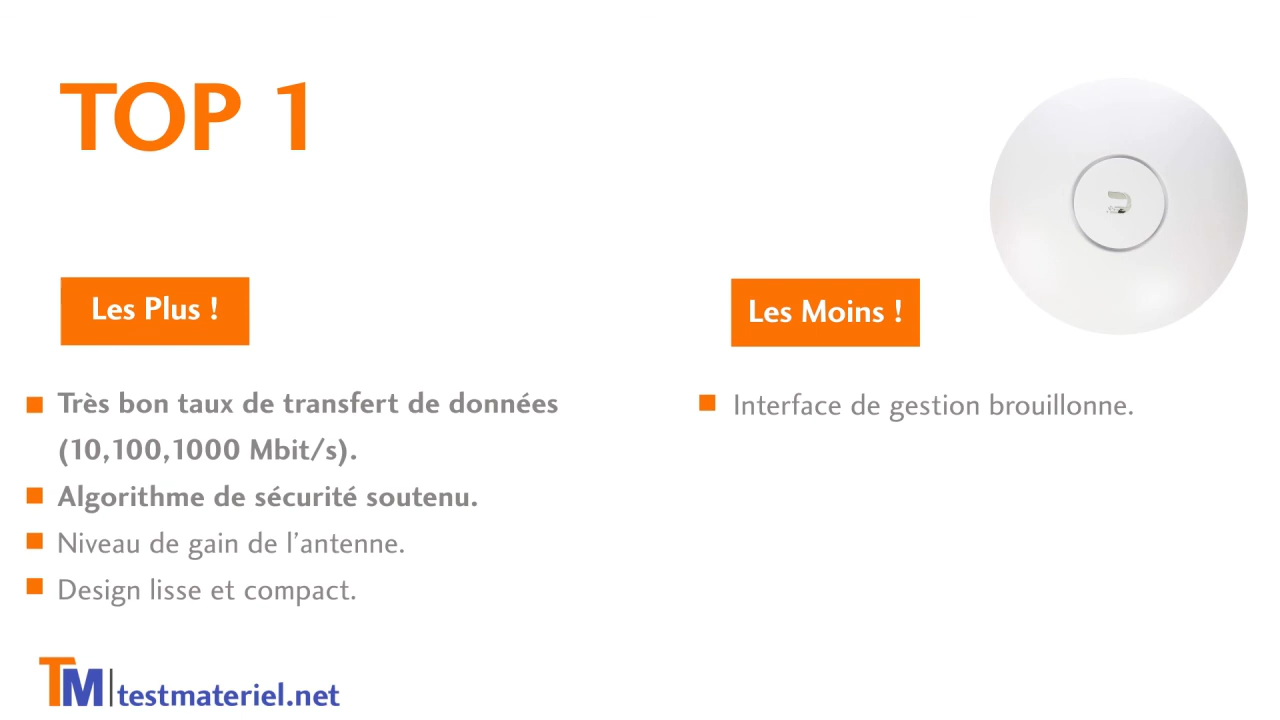 TOP 1
Les Plus !
Très bon taux de transfert de données
(10,100,1000 Mbit/s).
Algorithme de sécurité soutenu.
Niveau de gain de l’antenne.
Design lisse et compact.
Les Moins !
Interface de gestion brouillonne.
TM|testmateriel.net